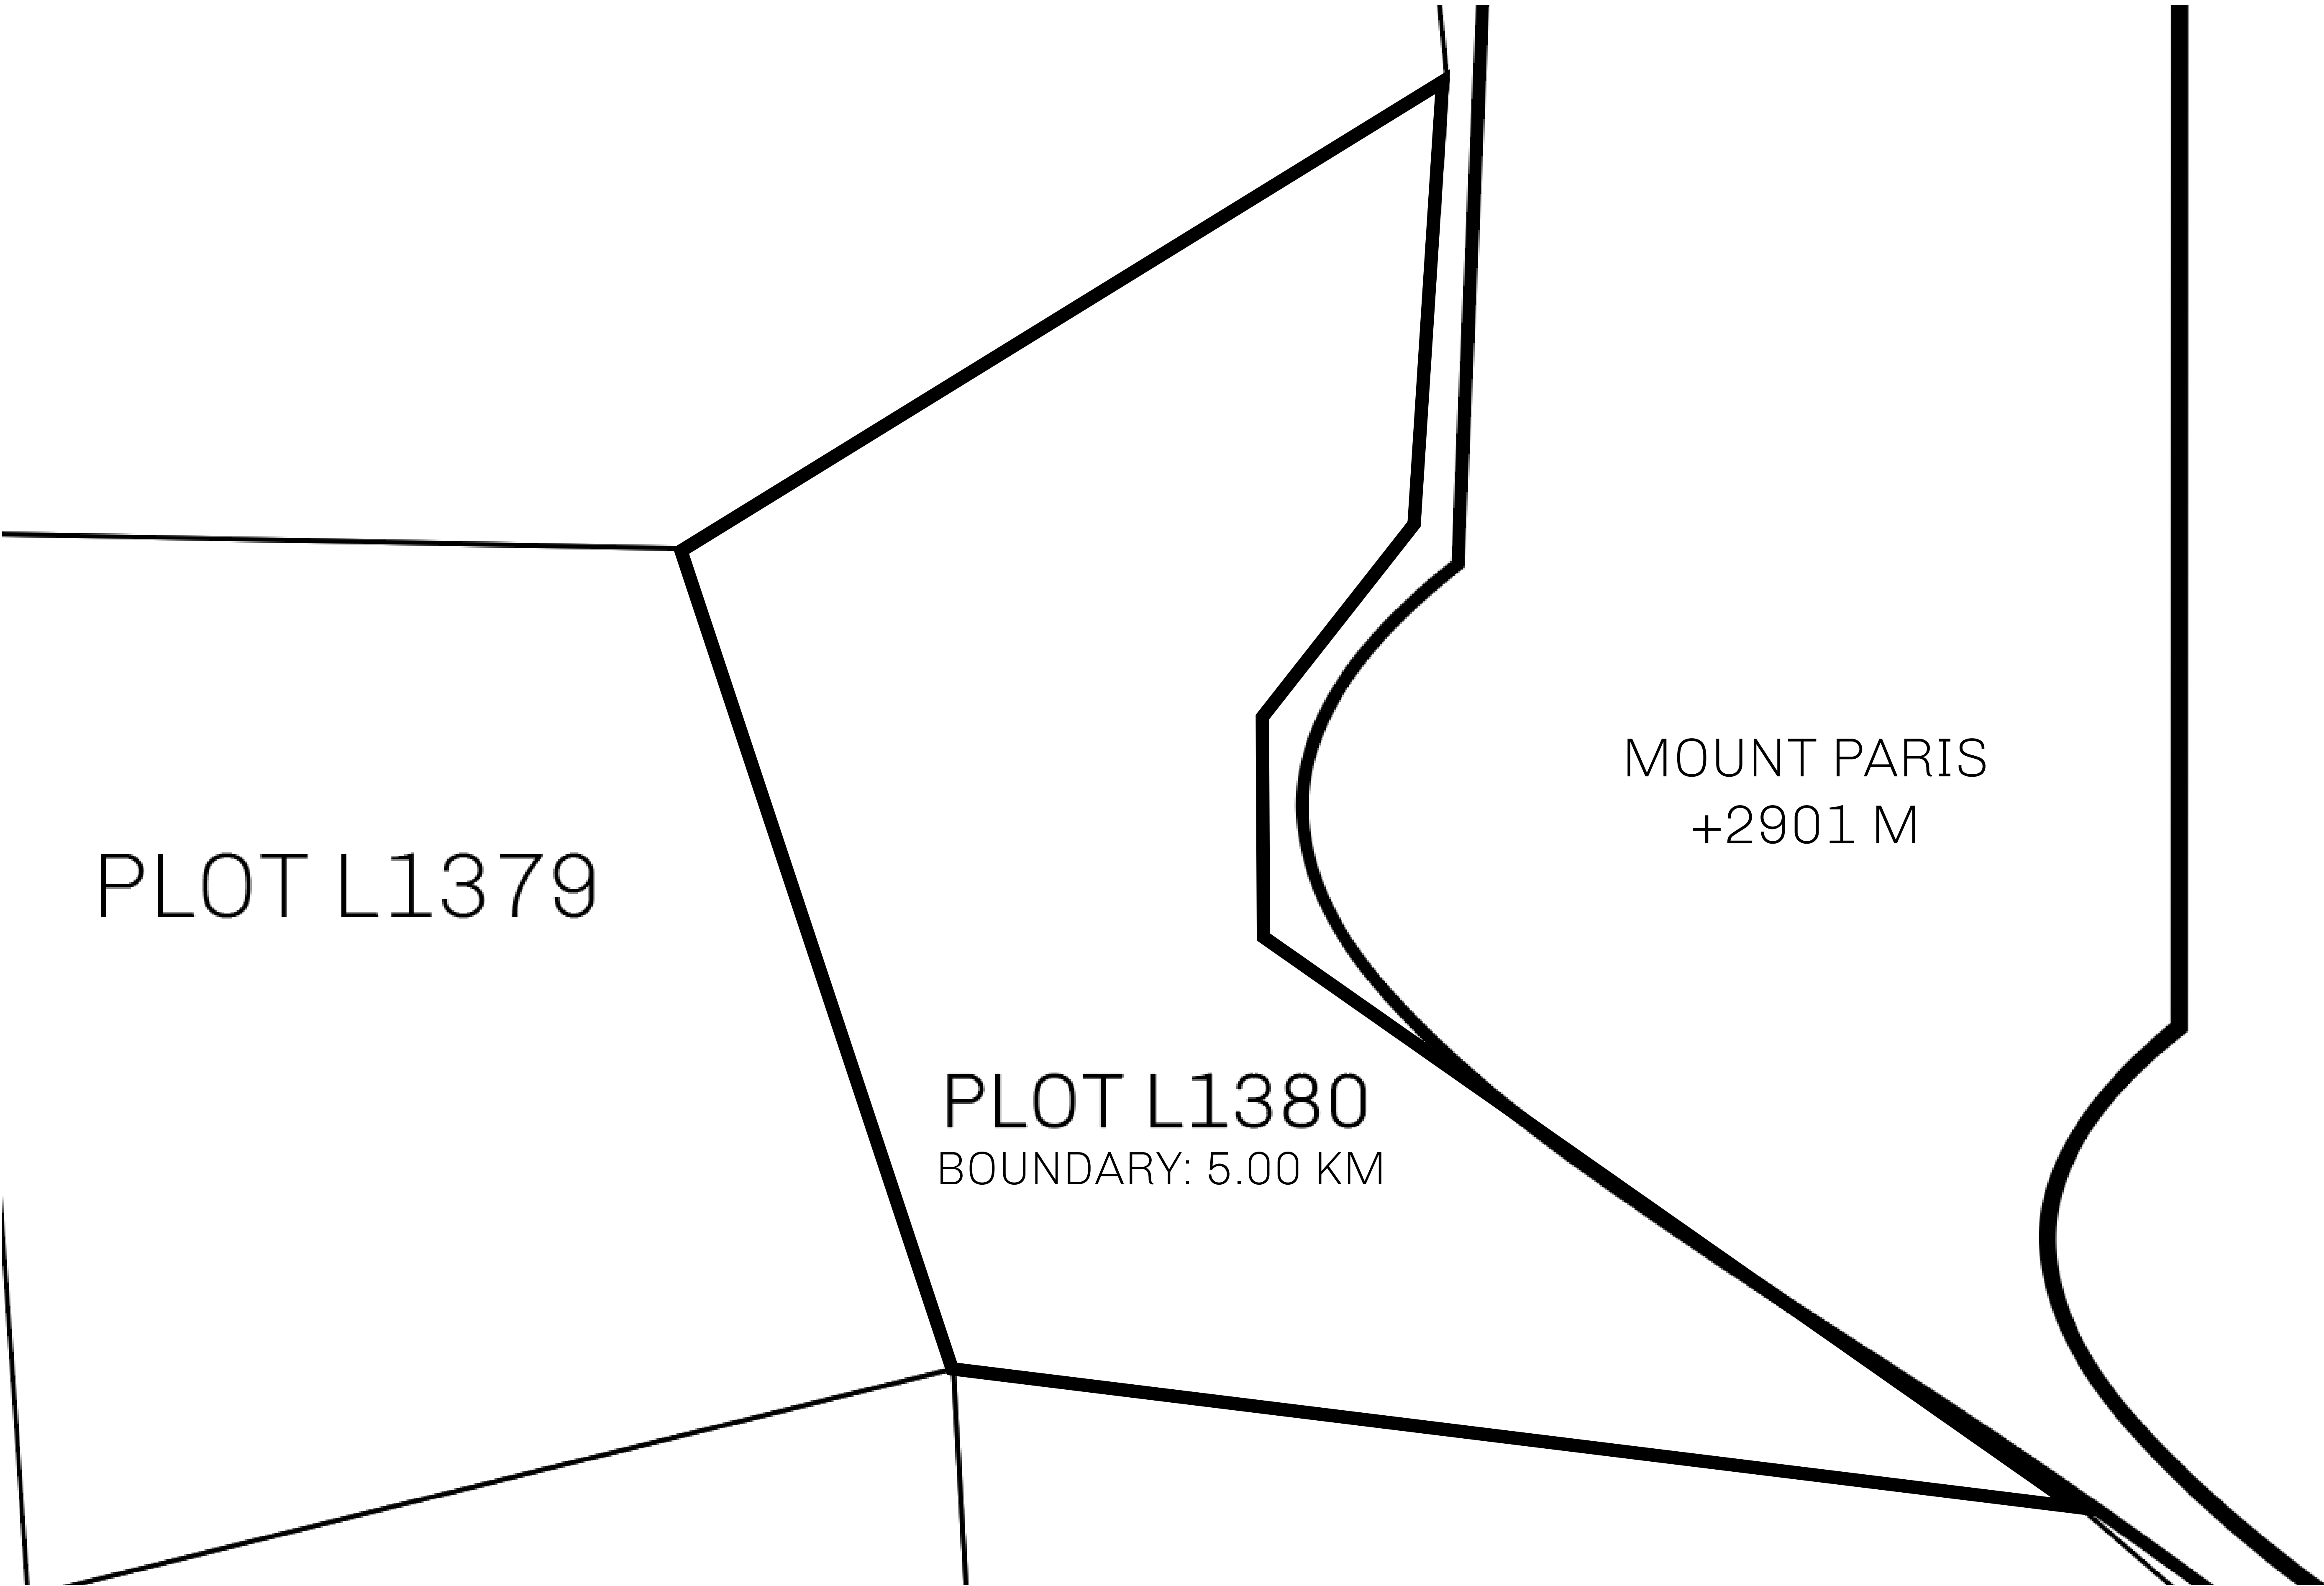 MOUNT PARIS
+2901 M
PLOT L1379
PLOT L1380
BOUNDARY: 5.00 KM